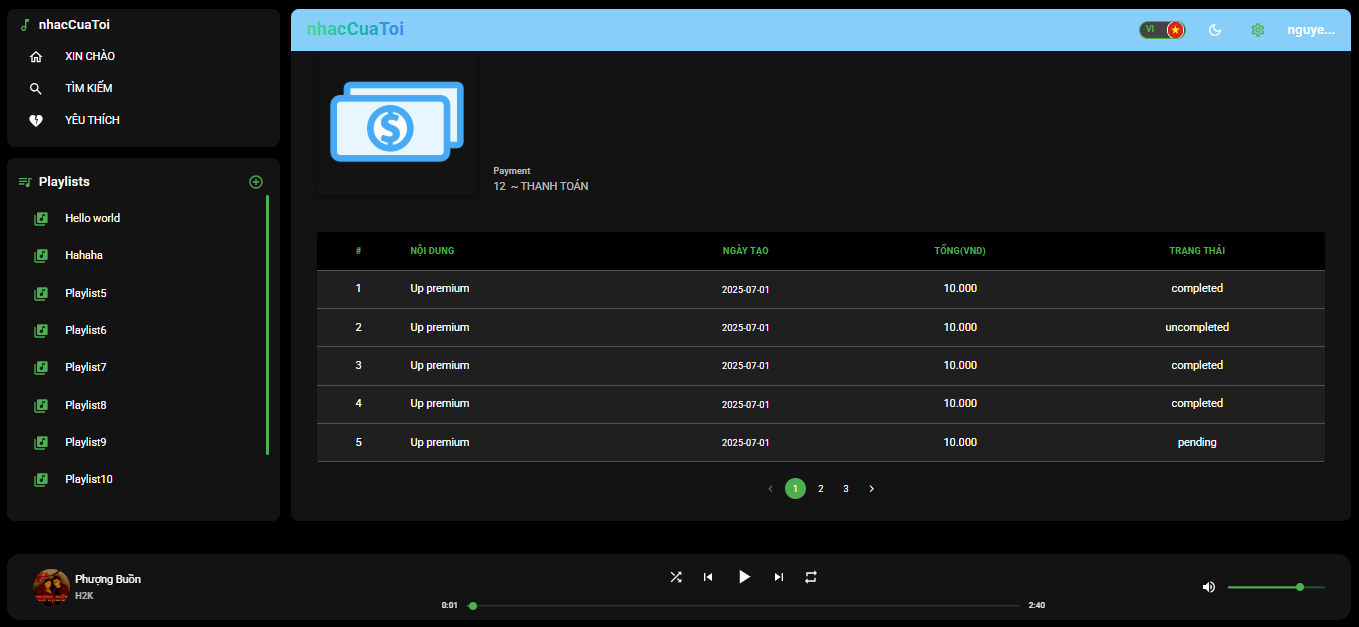 nhacCuaToi
XIN CHÀO
TÌM KIẾM
YÊU THÍCH
Playlists
Hello world
Hahaha
Playlist5
Playlist6
Playlist7
Playlist8
Playlist9
Playlist10
nhacCuaToi
VI
nguye...
Payment
12 ~ THANH TOÁN
# NỘI DUNG NGÀY TẠO TỔNG(VND) TRẠNG THÁI
1 Up premium 2025-07-01 10.000 completed
2 Up premium 2025-07-01 10.000 uncompleted
3 Up premium 2025-07-01 10.000 completed
4 Up premium 2025-07-01 10.000 completed
5 Up premium 2025-07-01 10.000 pending
‹ 1 2 3 ›
Phượng Buồn
H2K
0:01 2:40